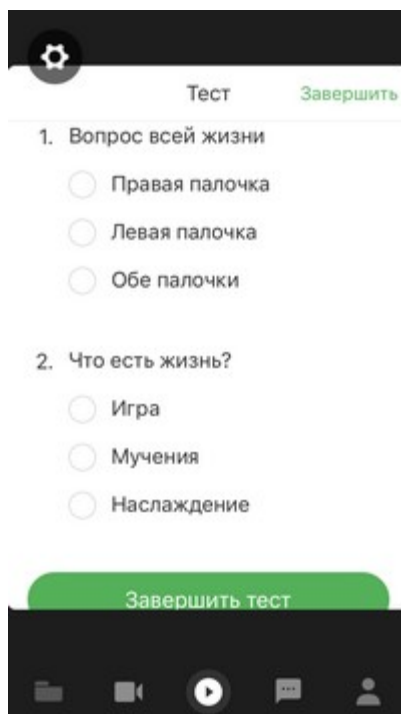 Тест
Завершить
1. Вопрос всей жизни
Правая палочка
Левая палочка
Обе палочки
2. Что есть жизнь?
Игра
Мучения
Наслаждение
Завершить тест